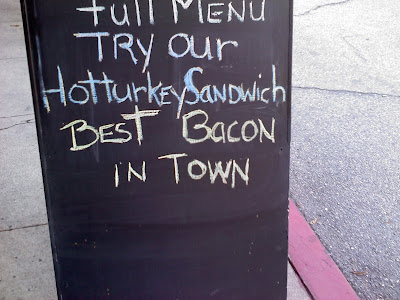 Full Menu
TRY OUR
HotturkeySandwich
BEST BACON
IN TOWN